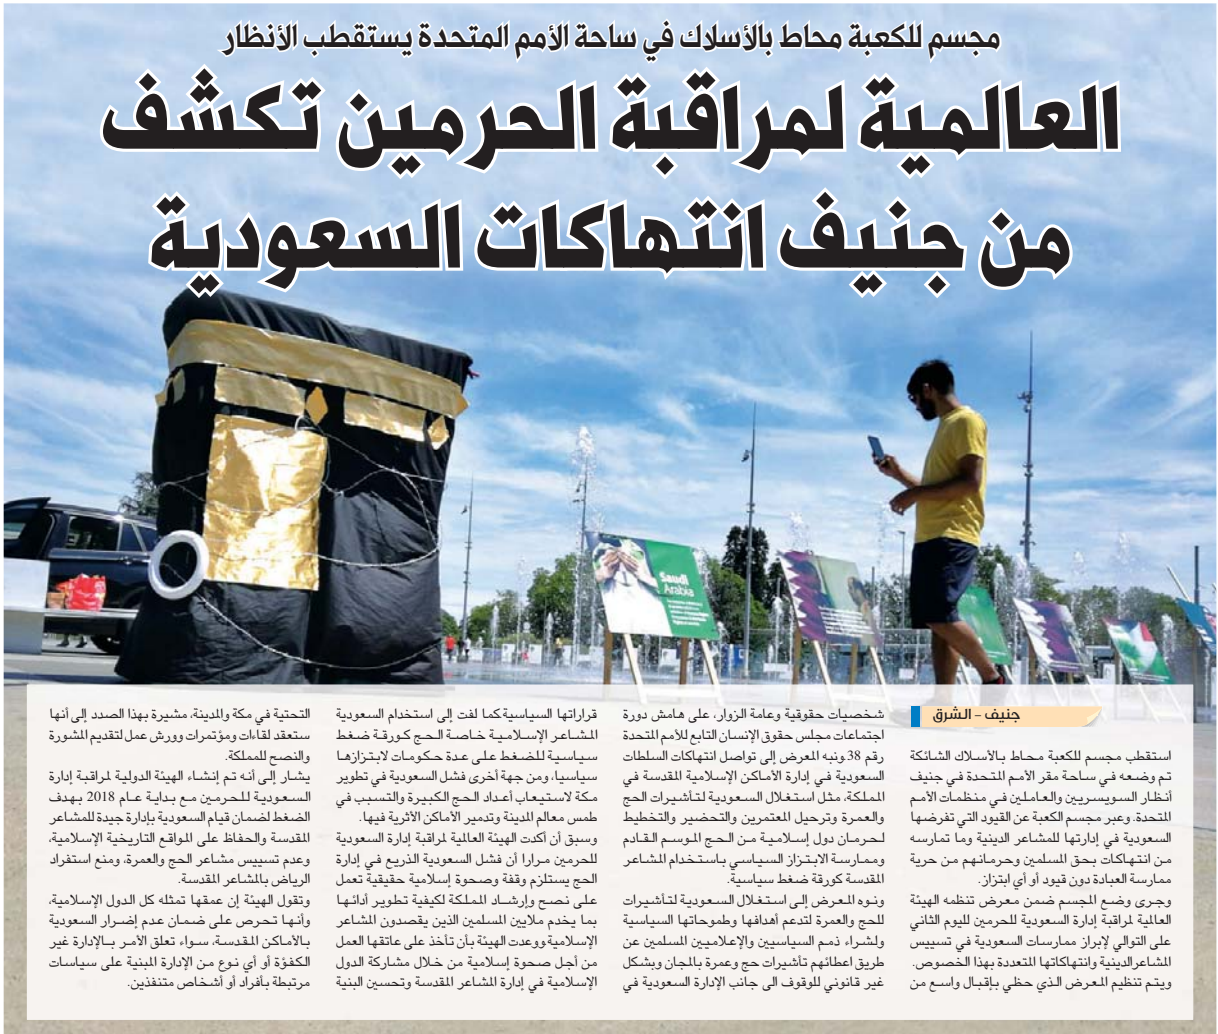 مجسم للكعبة محاط بالأسلاك في ساحة الأمم المتحدة يستقطب الأنظار
العالمية لمراقبة الحرمين تكشف
من جنيف انتهاكات السعودية
Saudi
Arabia
جنيف – الشرق
استقطب مجسم للكعبة محاط بالأسلاك الشائكة
تم وضعه في ساحة مقر الأمم المتحدة في جنيف
أنظار السويسريين والعاملين في منظمات الأمم
المتحدة. وعبر مجسم الكعبة عن القيود التي تفرضها
السعودية في إدارتها للمشاعر الدينية وما تمارسه
من انتهاكات بحق المسلمين وحرمانهم من حرية
ممارسة العبادة دون قيود أو أي ابتزاز.
وجرى وضع المجسم ضمن معرض تنظمه الهيئة
العالمية لمراقبة إدارة السعودية للحرمين لليوم الثاني
على التوالي لإبراز ممارسات السعودية في تسييس
المشاعرالدينية وانتهاكاتها المتعددة بهذا الخصوص.
ويتم تنظيم المعرض الذي حظي بإقبال واسع من
شخصيات حقوقية وعامة الزوار، على هامش دورة
اجتماعات مجلس حقوق الإنسان التابع للأمم المتحدة
رقم 38.ونبه المعرض إلى تواصل انتهاكات السلطات
السعودية في إدارة الأماكن الإسلامية المقدسة في
المملكة، مثل استغلال السعودية لتأشيرات الحج
والعمرة وترحيل المعتمرين والتحضير والتخطيط
لحرمان دول إسلامية من الحج الموسم القادم
وممارسة الابتزاز السياسي باستخدام المشاعر
المقدسة كورقة ضغط سياسية.
ونوه المعرض إلى استغلال السعودية لتأشيرات
للحج والعمرة لتدعم أهدافها وطموحاتها السياسية
ولشراء ذمم السياسيين والإعلاميين المسلمين عن
طريق اعطائهم تأشيرات حج وعمرة بالمجان وبشكل
غير قانوني للوقوف الى جانب الإدارة السعودية في
قراراتها السياسية.كما لفت إلى استخدام السعودية
المشاعر الإسلامية خاصة الحج كورقة ضغط
سياسية للضغط على عدة حكومات لابتزازها
سياسيا، ومن جهة أخرى فشل السعودية في تطوير
مكة لاستيعاب أعداد الحج الكبيرة والتسبب في
طمس معالم المدينة وتدمير الأماكن الأثرية فيها.
وسبق أن أكدت الهيئة العالمية لمراقبة إدارة السعودية
للحرمين مرارا أن فشل السعودية الذريع في إدارة
الحج يستلزم وقفة وصحوة إسلامية حقيقية تعمل
على نصح وإرشاد المملكة لكيفية تطوير أدائها
بما يخدم ملايين المسلمين الذين يقصدون المشاعر
الإسلامية ووعدت الهيئة بأن تأخذ على عاتقها العمل
من أجل صحوة إسلامية من خلال مشاركة الدول
الإسلامية في إدارة المشاعر المقدسة وتحسين البنية
التحتية في مكة والمدينة، مشيرة بهذا الصدد إلى أنها
ستعقد لقاءات ومؤتمرات وورش عمل لتقديم المشورة
والنصح للمملكة.
يشار إلى أنه تم إنشاء الهيئة الدولية لمراقبة إدارة
السعودية للحرمين مع بداية عام 2018 بهدف
الضغط لضمان قيام السعودية بإدارة جيدة للمشاعر
المقدسة والحفاظ على المواقع التاريخية الإسلامية،
وعدم تسييس مشاعر الحج والعمرة، ومنع استفراد
الرياض بالمشاعر المقدسة.
وتقول الهيئة إن عمقها تمثله كل الدول الإسلامية،
وأنها تحرص على ضمان عدم إضرار السعودية
بالأماكن المقدسة، سواء تعلق الأمر بالإدارة غير
الكفؤة أو أي نوع من الإدارة المبنية على سياسات
مرتبطة بأفراد أو أشخاص متنفذين.